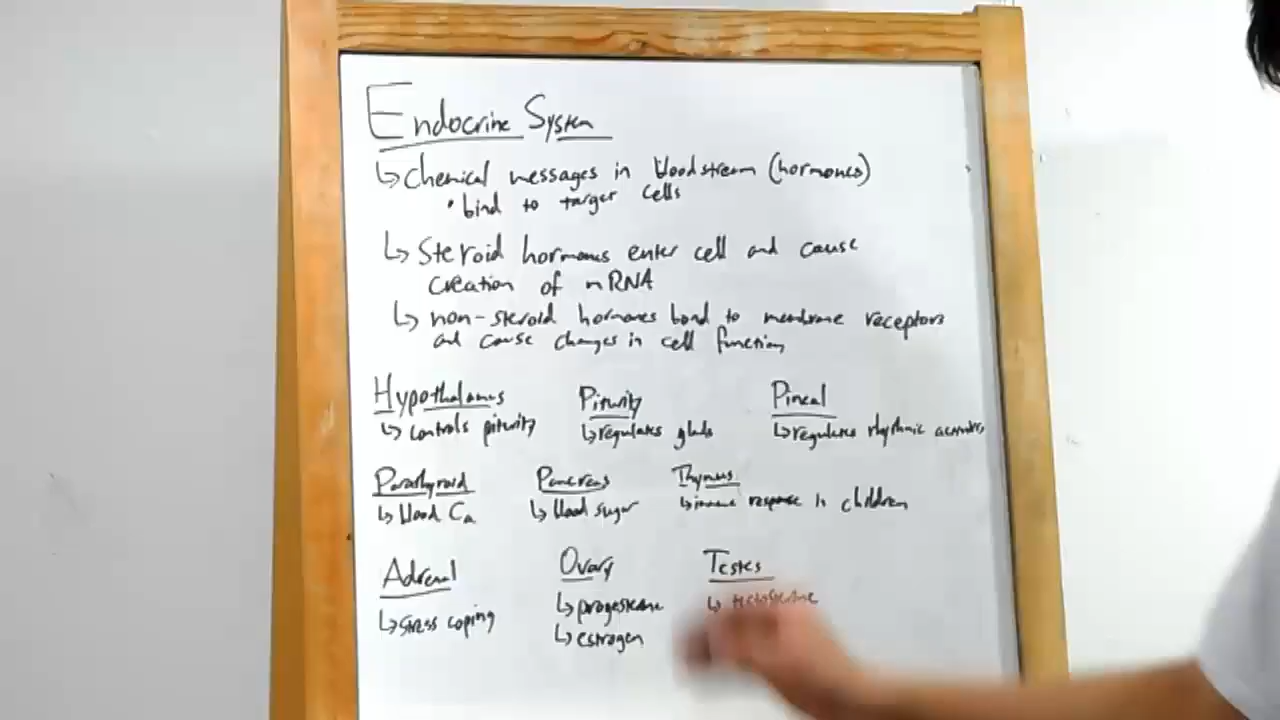 Endocrine System
↳ Chemical messages in bloodstream (hormones)
• bind to target cells
↳ Steroid hormones enter cell and cause
creation of mRNA
↳ non-steroid hormones bond to membrane receptors
and cause changes in cell function
Hypothalamus Pituity Pineal
↳ controls pituity ↳ regulates glands ↳ regulates rhythmic activities
Parathyroid Pancreas Thymus
↳ blood Ca ↳ blood sugar ↳ immune response in children
Adrenal Ovary Testes
↳ stress coping ↳ progesterone ↳ testosterone
↳ estrogen